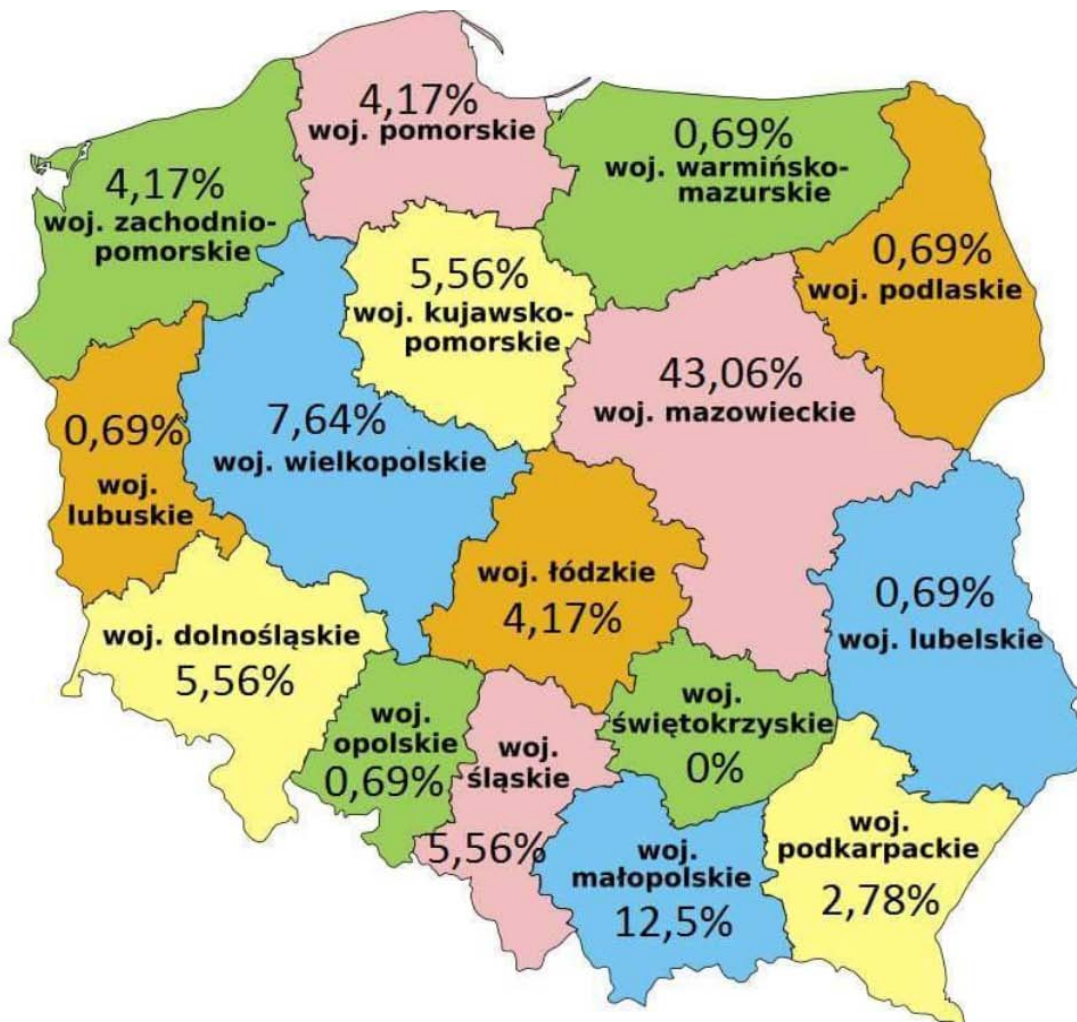 4,17%
woj. pomorskie
0,69%
woj. warmińsko-
mazurskie
4,17%
woj. zachodnio-
pomorskie
5,56%
woj. kujawsko-
pomorskie
0,69%
woj. podlaskie
43,06%
woj. mazowieckie
0,69%
woj.
lubuskie
7,64%
woj. wielkopolskie
woj. łódzkie
4,17%
0,69%
woj. lubelskie
woj. dolnośląskie
5,56%
woj.
opolskie
0,69%
woj.
śląskie
5,56%
woj.
świętokrzyskie
0%
woj.
małopolskie
12,5%
woj.
podkarpackie
2,78%